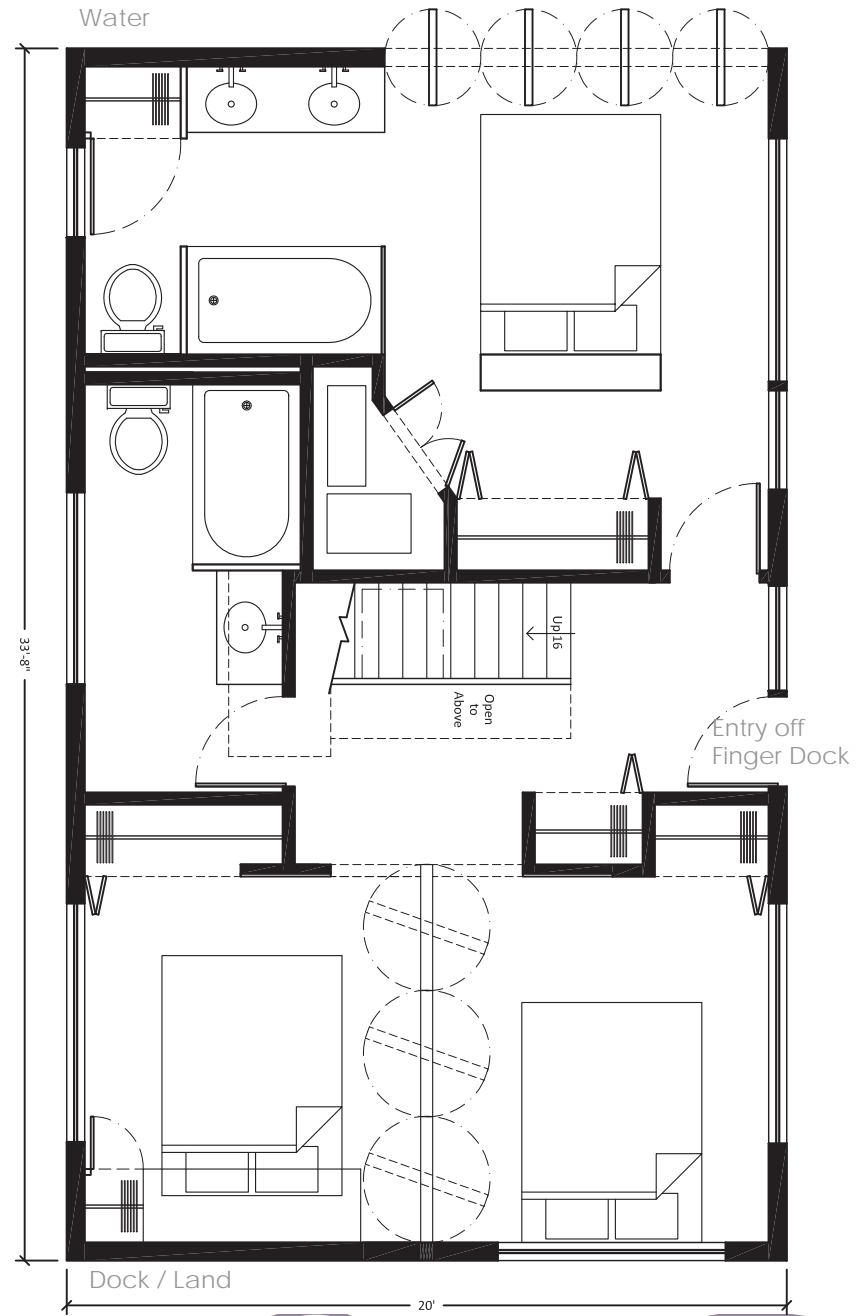 Water
33'-8"
Up 16
Open
to
Above
Entry off
Finger Dock
Dock / Land
20'